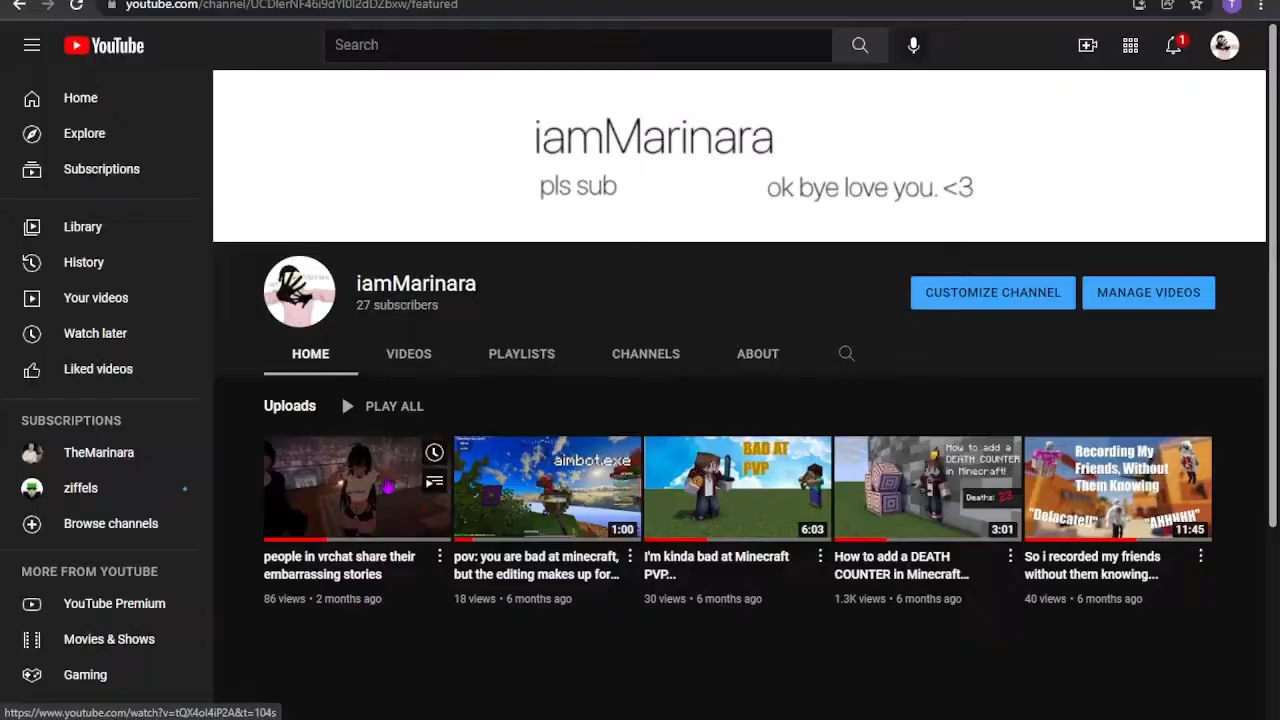 youtube.com/channel/UCDIerNF46i9dYI0I2dDZbxw/featured
YouTube
Search
1
T
Home
Explore
Subscriptions
Library
History
Your videos
Watch later
Liked videos
SUBSCRIPTIONS
TheMarinara
ziffels
Browse channels
MORE FROM YOUTUBE
YouTube Premium
Movies & Shows
Gaming
iamMarinara
pls sub
ok bye love you. <3
iamMarinara
27 subscribers
CUSTOMIZE CHANNEL
MANAGE VIDEOS
HOME
VIDEOS
PLAYLISTS
CHANNELS
ABOUT
Uploads
PLAY ALL
people in vrchat share their
embarrassing stories
86 views • 2 months ago
aimbot.exe
1:00
pov: you are bad at minecraft,
but the editing makes up for...
18 views • 6 months ago
BAD AT
PVP
6:03
I'm kinda bad at Minecraft
PVP...
30 views • 6 months ago
How to add a
DEATH COUNTER
in Minecraft!
Deaths: 23
3:01
How to add a DEATH
COUNTER in Minecraft...
1.3K views • 6 months ago
Recording My
Friends, Without
Them Knowing
"Defacate!!"
"AHHHHH"
11:45
So i recorded my friends
without them knowing...
40 views • 6 months ago
https://www.youtube.com/watch?v=tQX4oI4iP2A&t=104s